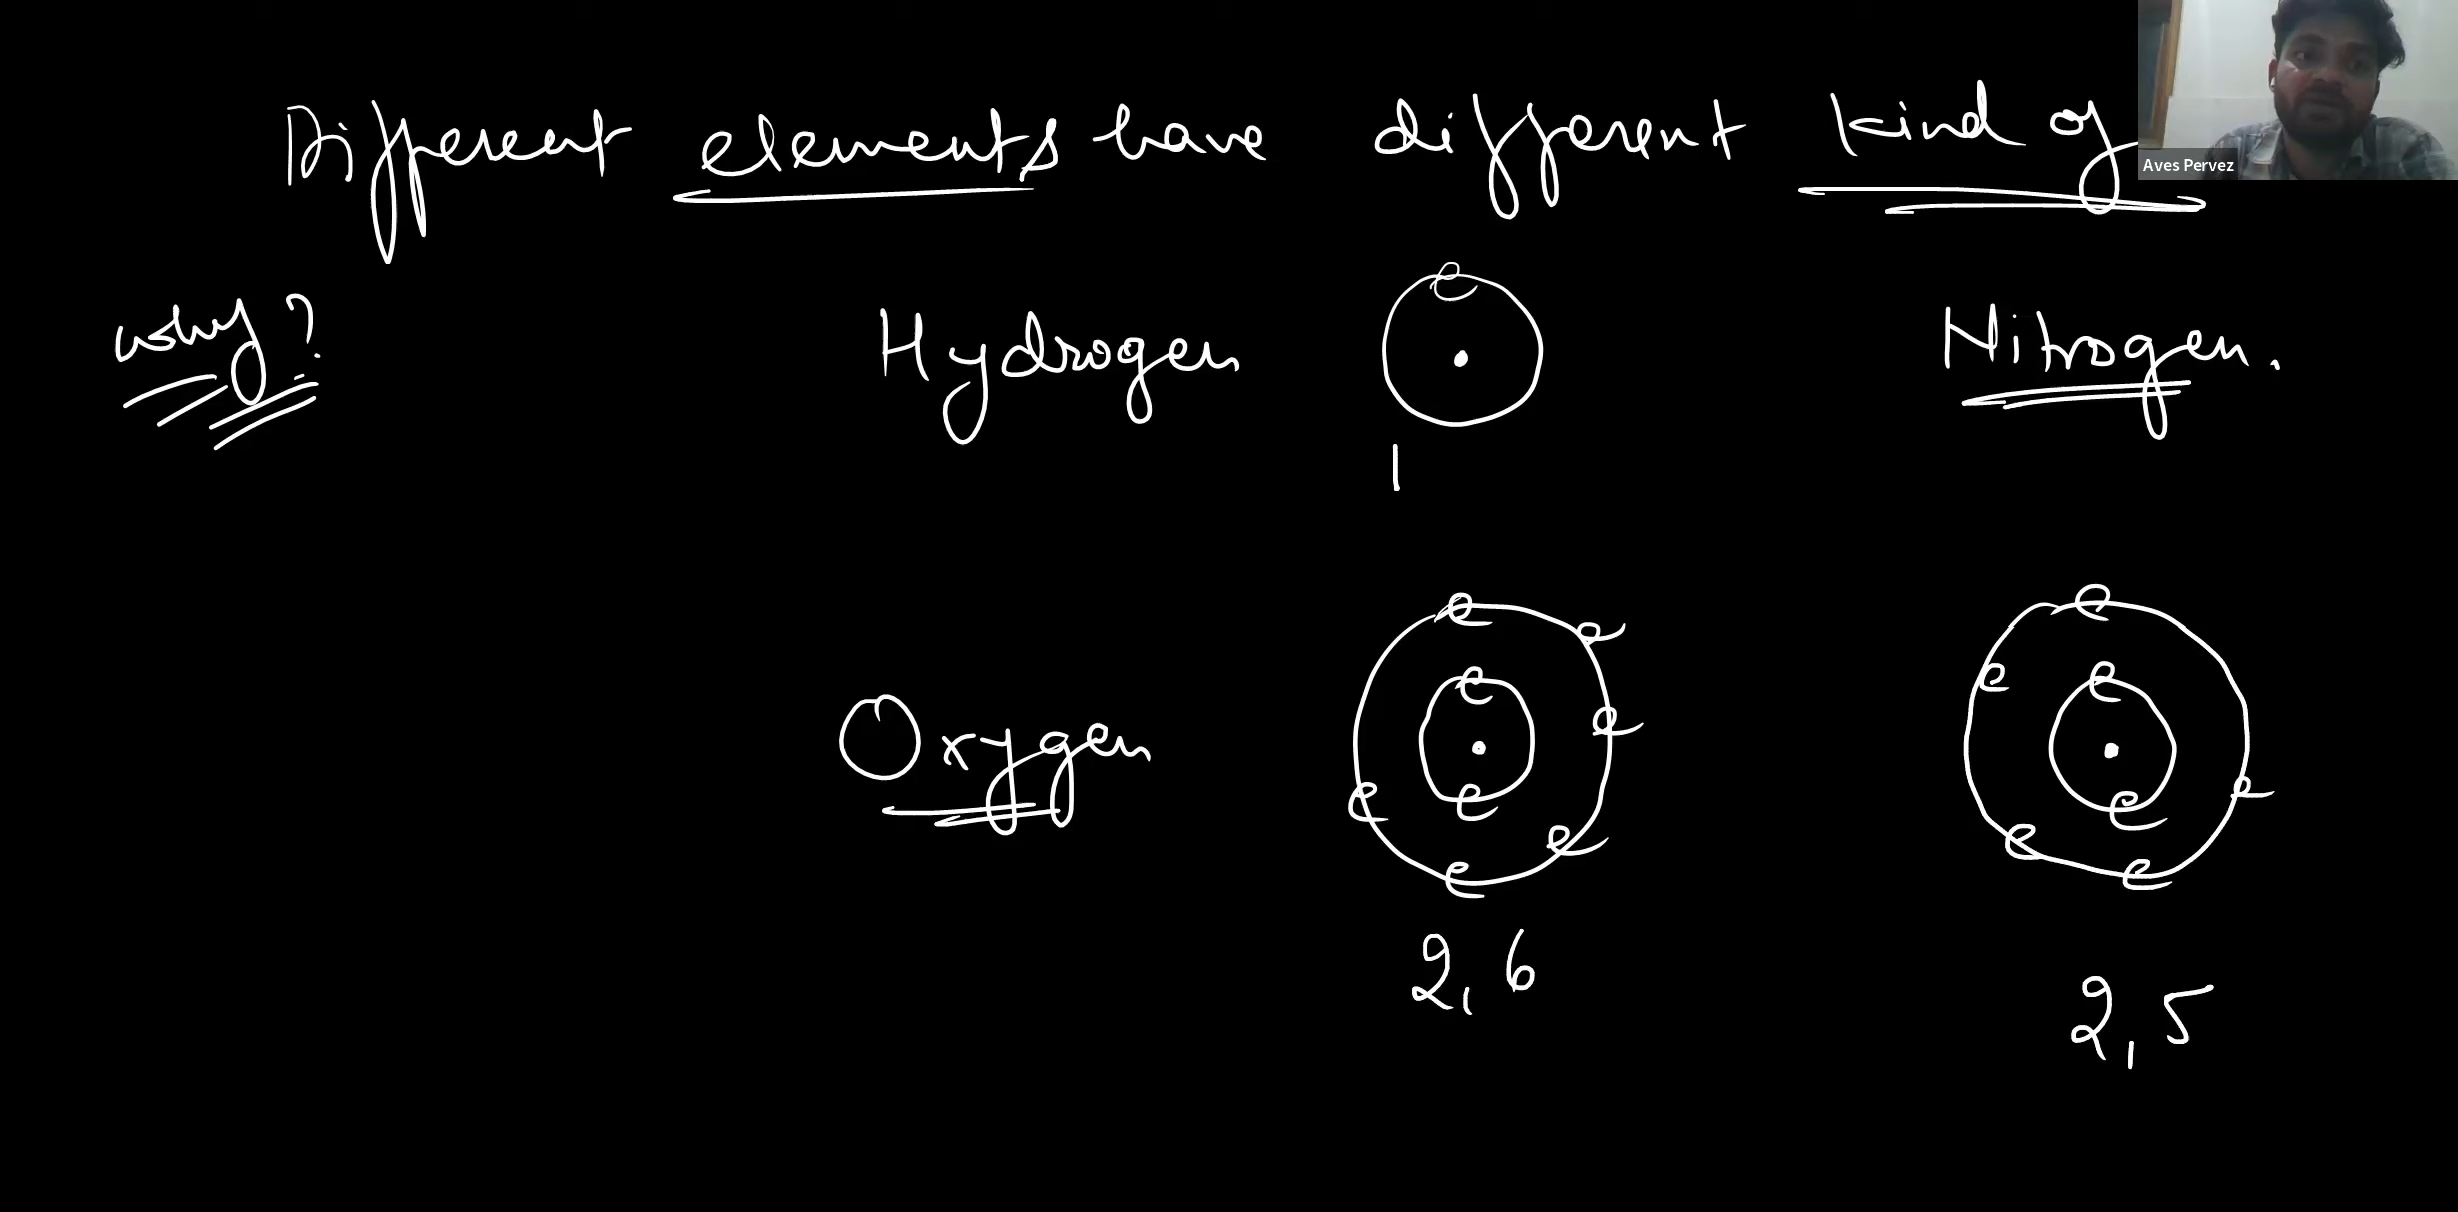 Different elements have different kind of
Aves Pervez
why?
Hydrogen
e
Nitrogen.
1
Oxygen
e e e e e e e e
e e e e e e e
2,6
2,5